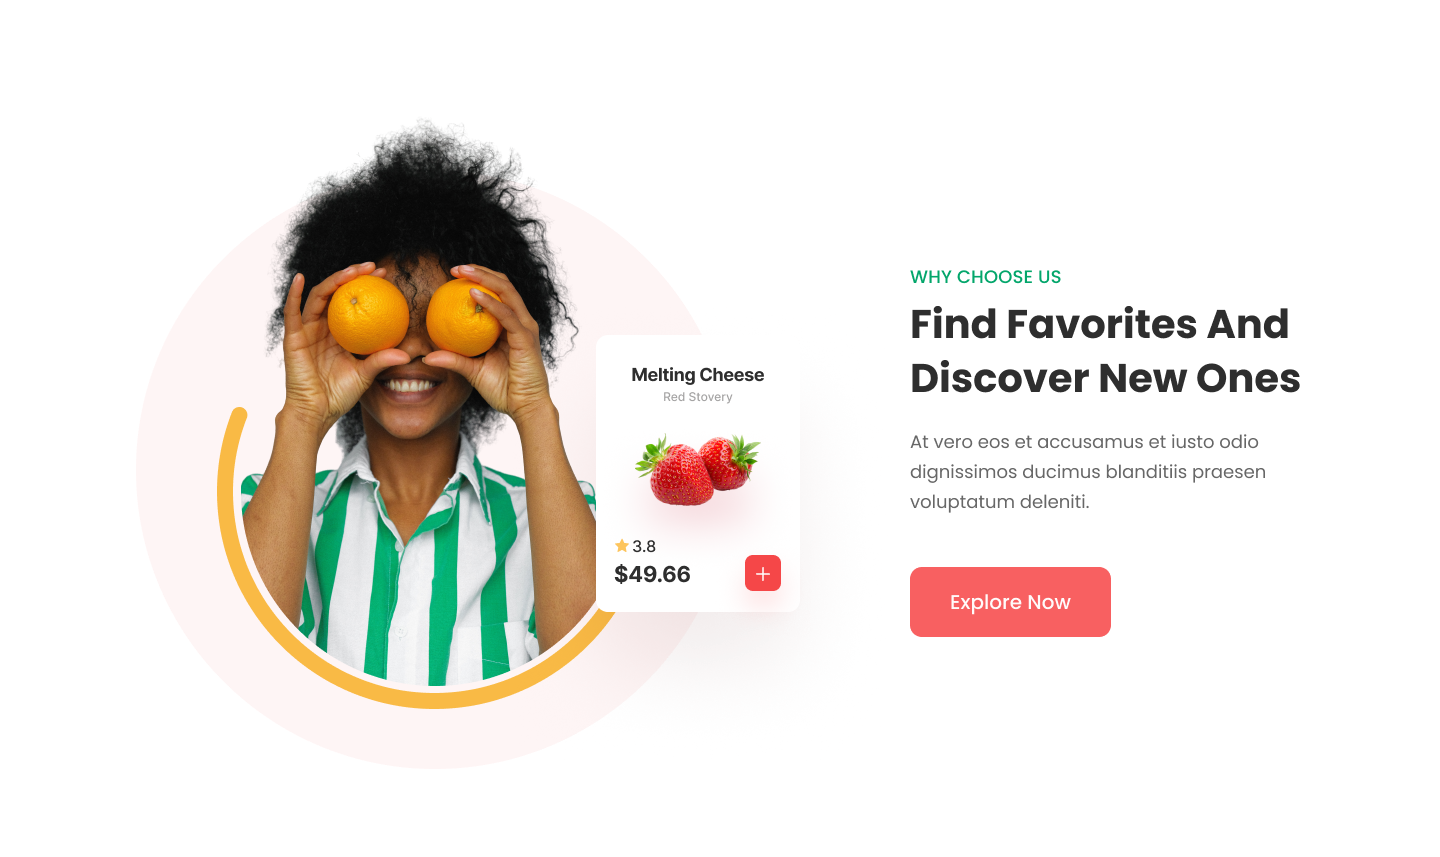 Melting Cheese
Red Stovery
3.8
$49.66
WHY CHOOSE US
Find Favorites And
Discover New Ones
At vero eos et accusamus et iusto odio
dignissimos ducimus blanditiis praesen
voluptatum deleniti.
Explore Now